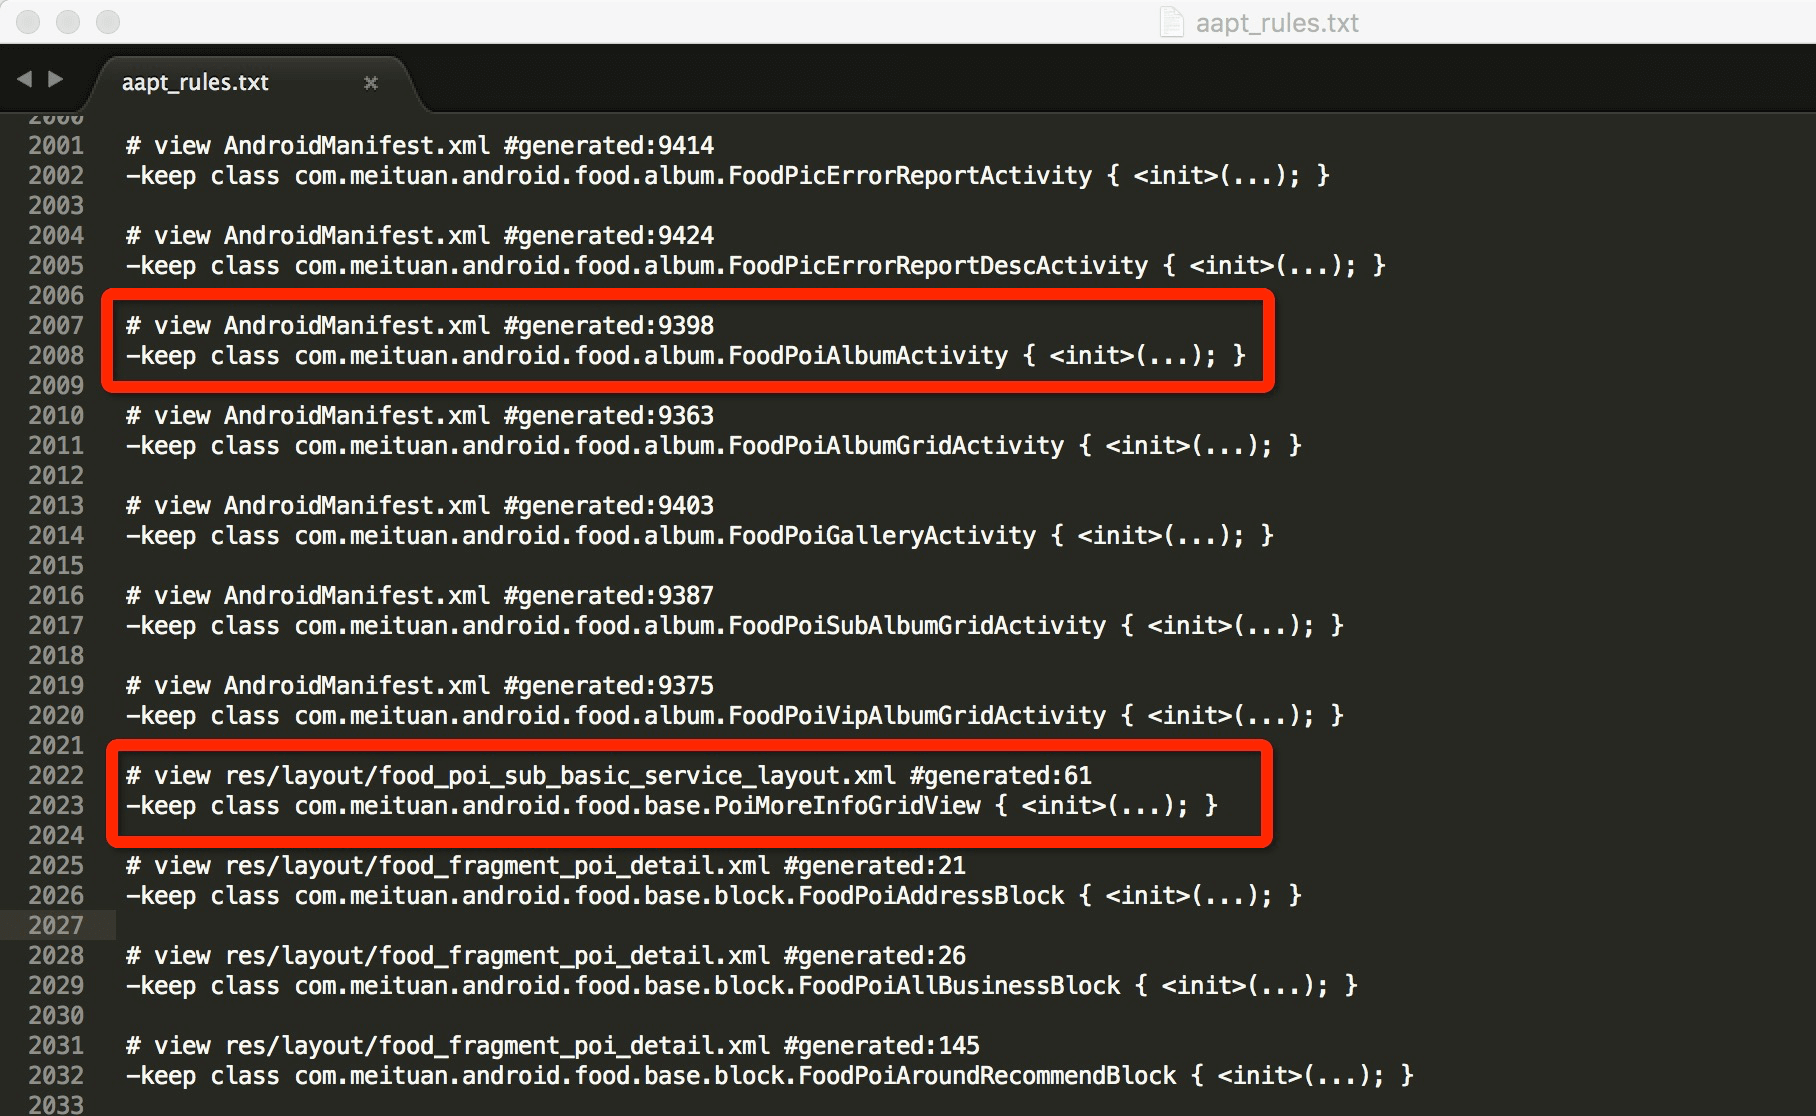 aapt_rules.txt
aapt_rules.txt
2000
2001 # view AndroidManifest.xml #generated:9414
2002 -keep class com.meituan.android.food.album.FoodPicErrorReportActivity { <init>(...); }
2003
2004 # view AndroidManifest.xml #generated:9424
2005 -keep class com.meituan.android.food.album.FoodPicErrorReportDescActivity { <init>(...); }
2006
2007 # view AndroidManifest.xml #generated:9398
2008 -keep class com.meituan.android.food.album.FoodPoiAlbumActivity { <init>(...); }
2009
2010 # view AndroidManifest.xml #generated:9363
2011 -keep class com.meituan.android.food.album.FoodPoiAlbumGridActivity { <init>(...); }
2012
2013 # view AndroidManifest.xml #generated:9403
2014 -keep class com.meituan.android.food.album.FoodPoiGalleryActivity { <init>(...); }
2015
2016 # view AndroidManifest.xml #generated:9387
2017 -keep class com.meituan.android.food.album.FoodPoiSubAlbumGridActivity { <init>(...); }
2018
2019 # view AndroidManifest.xml #generated:9375
2020 -keep class com.meituan.android.food.album.FoodPoiVipAlbumGridActivity { <init>(...); }
2021
2022 # view res/layout/food_poi_sub_basic_service_layout.xml #generated:61
2023 -keep class com.meituan.android.food.base.PoiMoreInfoGridView { <init>(...); }
2024
2025 # view res/layout/food_fragment_poi_detail.xml #generated:21
2026 -keep class com.meituan.android.food.base.block.FoodPoiAddressBlock { <init>(...); }
2027
2028 # view res/layout/food_fragment_poi_detail.xml #generated:26
2029 -keep class com.meituan.android.food.base.block.FoodPoiAllBusinessBlock { <init>(...); }
2030
2031 # view res/layout/food_fragment_poi_detail.xml #generated:145
2032 -keep class com.meituan.android.food.base.block.FoodPoiAroundRecommendBlock { <init>(...); }
2033